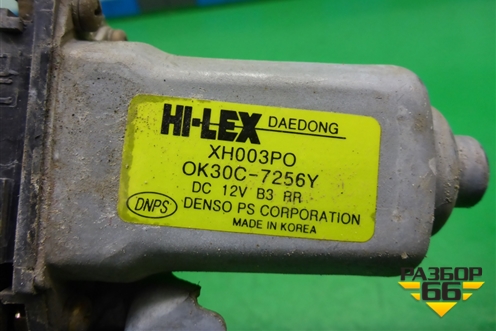 HI-LEX DAEDONG
XH003PO
OK30C-7256Y
DC 12V B3 RR
DNPS DENSO PS CORPORATION
MADE IN KOREA
РАЗБОР
66